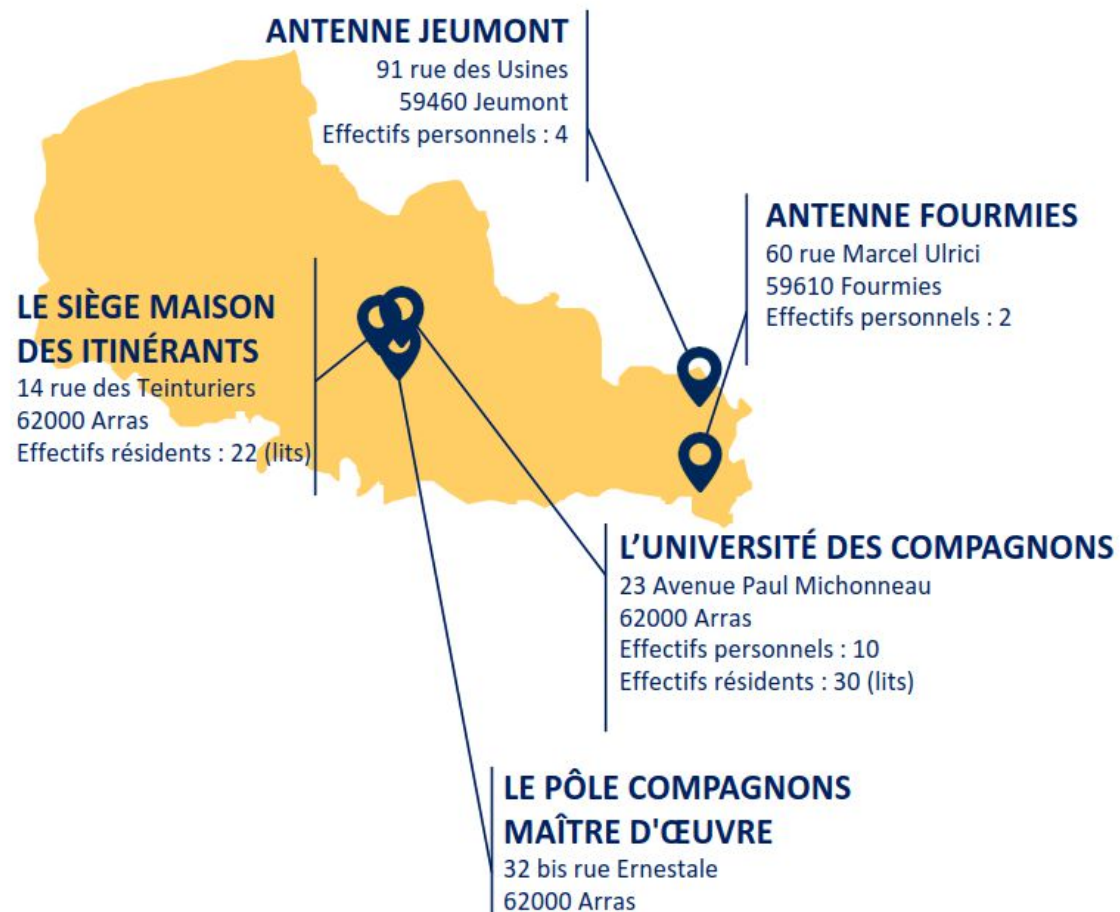 ANTENNE JEUMONT
91 rue des Usines
59460 Jeumont
Effectifs personnels : 4
ANTENNE FOURMIES
60 rue Marcel Ulrici
59610 Fourmies
Effectifs personnels : 2
LE SIÈGE MAISON
DES ITINÉRANTS
14 rue des Teinturiers
62000 Arras
Effectifs résidents : 22 (lits)
L’UNIVERSITÉ DES COMPAGNONS
23 Avenue Paul Michonneau
62000 Arras
Effectifs personnels : 10
Effectifs résidents : 30 (lits)
LE PÔLE COMPAGNONS
MAÎTRE D'ŒUVRE
32 bis rue Ernestale
62000 Arras